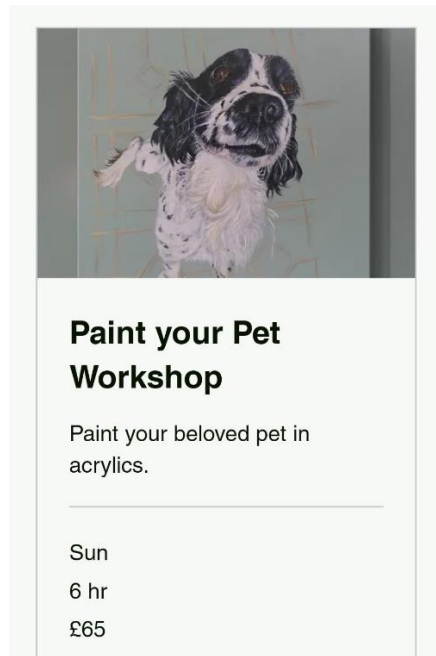 Paint your Pet
Workshop
Paint your beloved pet in
acrylics.
Sun
6 hr
£65